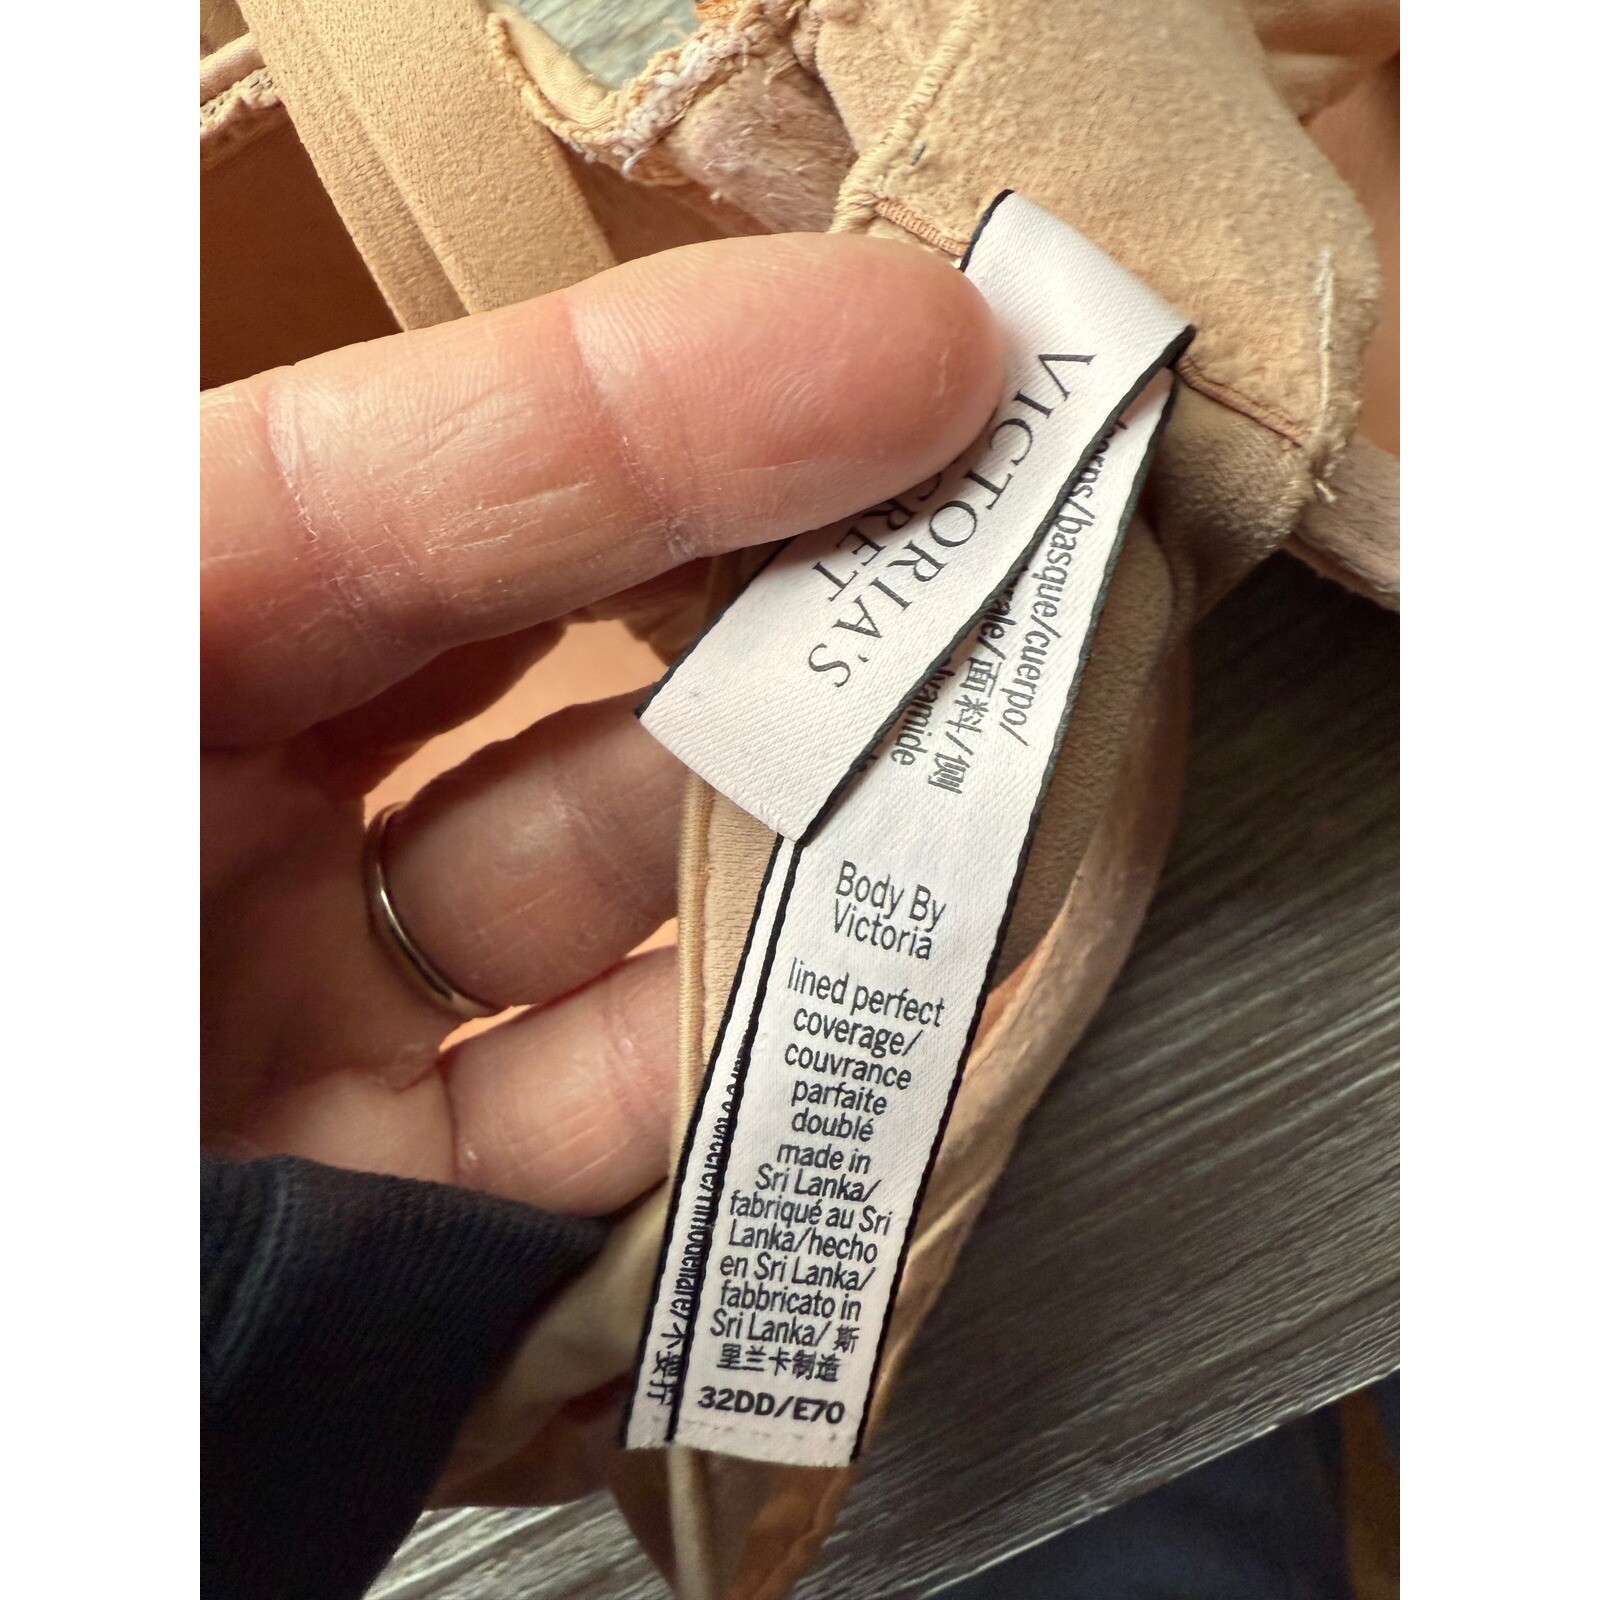 VICTORIA'S
/basque/cuerpo/
/面料/侧
Body By
Victoria
lined perfect
coverage/
couvrance
parfaite
doublé
made in
Sri Lanka/
fabriqué au Sri
Lanka/hecho
en Sri Lanka/
fabbricato in
Sri Lanka/ 斯
里兰卡制造
32DD/E70